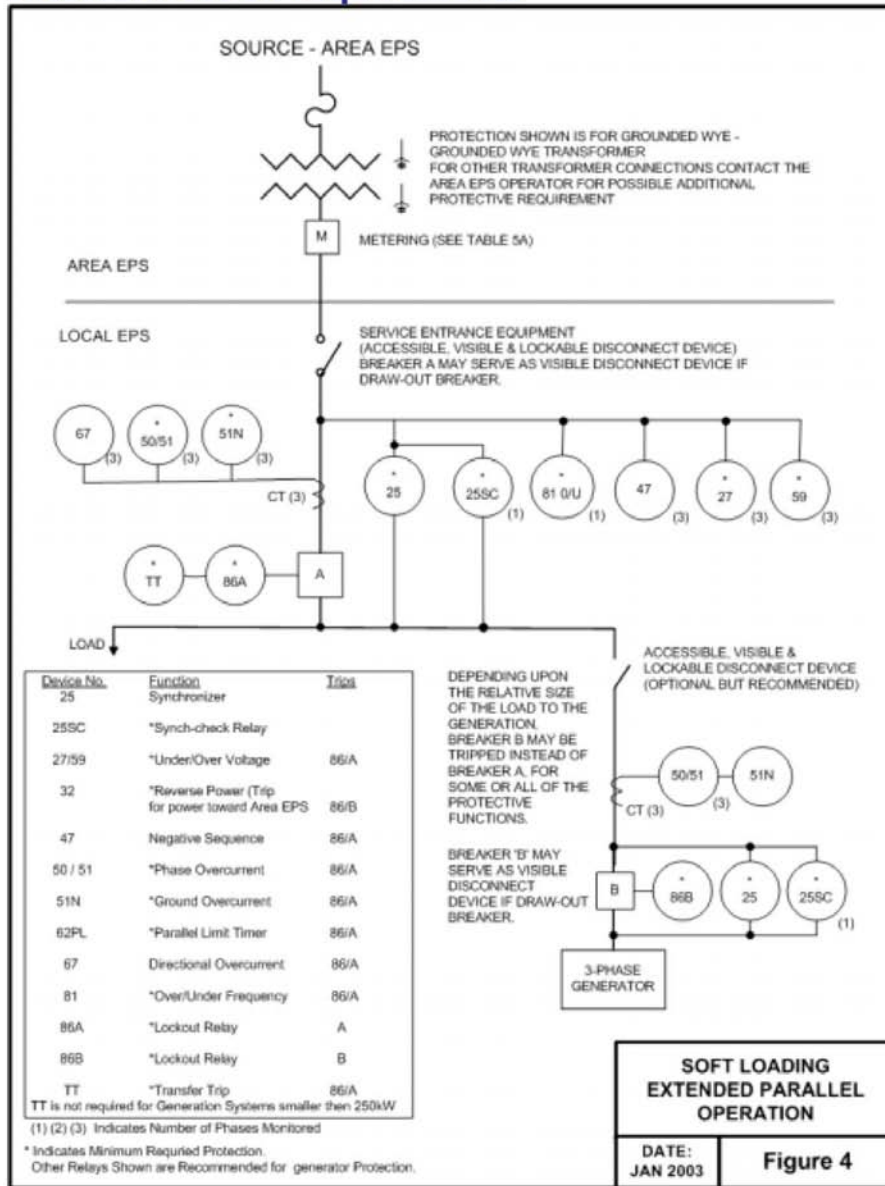 SOURCE - AREA EPS
PROTECTION SHOWN IS FOR GROUNDED WYE -
GROUNDED WYE TRANSFORMER
FOR OTHER TRANSFORMER CONNECTIONS CONTACT THE
AREA EPS OPERATOR FOR POSSIBLE ADDITIONAL
PROTECTIVE REQUIREMENT
M
METERING (SEE TABLE 5A)
AREA EPS
LOCAL EPS
SERVICE ENTRANCE EQUIPMENT
(ACCESSIBLE, VISIBLE & LOCKABLE DISCONNECT DEVICE)
BREAKER A MAY SERVE AS VISIBLE DISCONNECT DEVICE IF
DRAW-OUT BREAKER.
67 (3)
* 50/51 (3)
* 51N (3)
CT (3)
* 25
* 25SC (1)
* 81 0/U (1)
47 (3)
* 27 (3)
* 59 (3)
* TT
* 86A
A
LOAD
ACCESSIBLE, VISIBLE &
LOCKABLE DISCONNECT DEVICE
(OPTIONAL BUT RECOMMENDED)
Device No. Function Trips
25 Synchronizer
25SC *Synch-check Relay
27/59 *Under/Over Voltage 86/A
32 *Reverse Power (Trip
for power toward Area EPS 86/B
47 Negative Sequence 86/A
50 / 51 *Phase Overcurrent 86/A
51N *Ground Overcurrent 86/A
62PL *Parallel Limit Timer 86/A
67 Directional Overcurrent 86/A
81 *Over/Under Frequency 86/A
86A *Lockout Relay A
86B *Lockout Relay B
TT *Transfer Trip 86/A
TT is not required for Generation Systems smaller then 250kW
(1) (2) (3) Indicates Number of Phases Monitored
* Indicates Minimum Requried Protection.
Other Relays Shown are Recommended for generator Protection.
DEPENDING UPON
THE RELATIVE SIZE
OF THE LOAD TO THE
GENERATION,
BREAKER B MAY BE
TRIPPED INSTEAD OF
BREAKER A, FOR
SOME OR ALL OF THE
PROTECTIVE
FUNCTIONS.
BREAKER 'B' MAY
SERVE AS VISIBLE
DISCONNECT
DEVICE IF DRAW-OUT
BREAKER.
CT (3)
50/51 (3)
51N
B
* 86B
* 25
* 25SC (1)
3-PHASE
GENERATOR
SOFT LOADING
EXTENDED PARALLEL
OPERATION
DATE:
JAN 2003
Figure 4